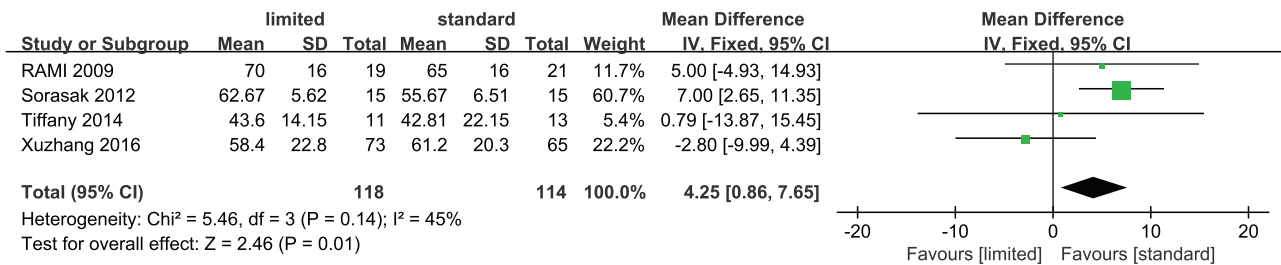 limited standard Mean Difference Mean Difference
Study or Subgroup Mean SD Total Mean SD Total Weight IV, Fixed, 95% CI IV, Fixed, 95% CI
RAMI 2009 70 16 19 65 16 21 11.7% 5.00 [-4.93, 14.93]
Sorasak 2012 62.67 5.62 15 55.67 6.51 15 60.7% 7.00 [2.65, 11.35]
Tiffany 2014 43.6 14.15 11 42.81 22.15 13 5.4% 0.79 [-13.87, 15.45]
Xuzhang 2016 58.4 22.8 73 61.2 20.3 65 22.2% -2.80 [-9.99, 4.39]
Total (95% CI) 118 114 100.0% 4.25 [0.86, 7.65]
Heterogeneity: Chi² = 5.46, df = 3 (P = 0.14); I² = 45%
Test for overall effect: Z = 2.46 (P = 0.01)
-20 -10 0 10 20
Favours [limited] Favours [standard]